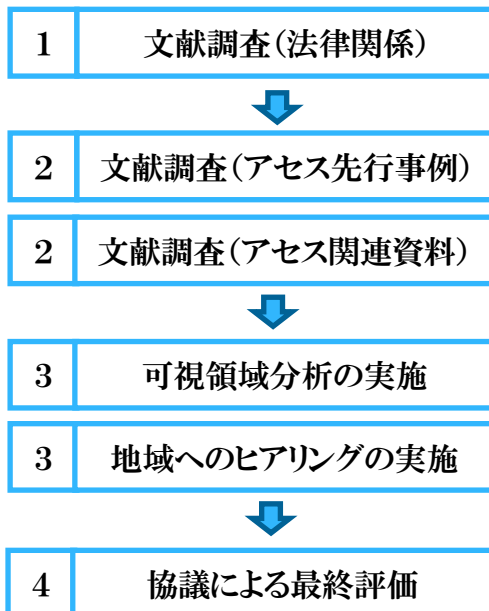 1 文献調査(法律関係)
2 文献調査(アセス先行事例)
2 文献調査(アセス関連資料)
3 可視領域分析の実施
3 地域へのヒアリングの実施
4 協議による最終評価